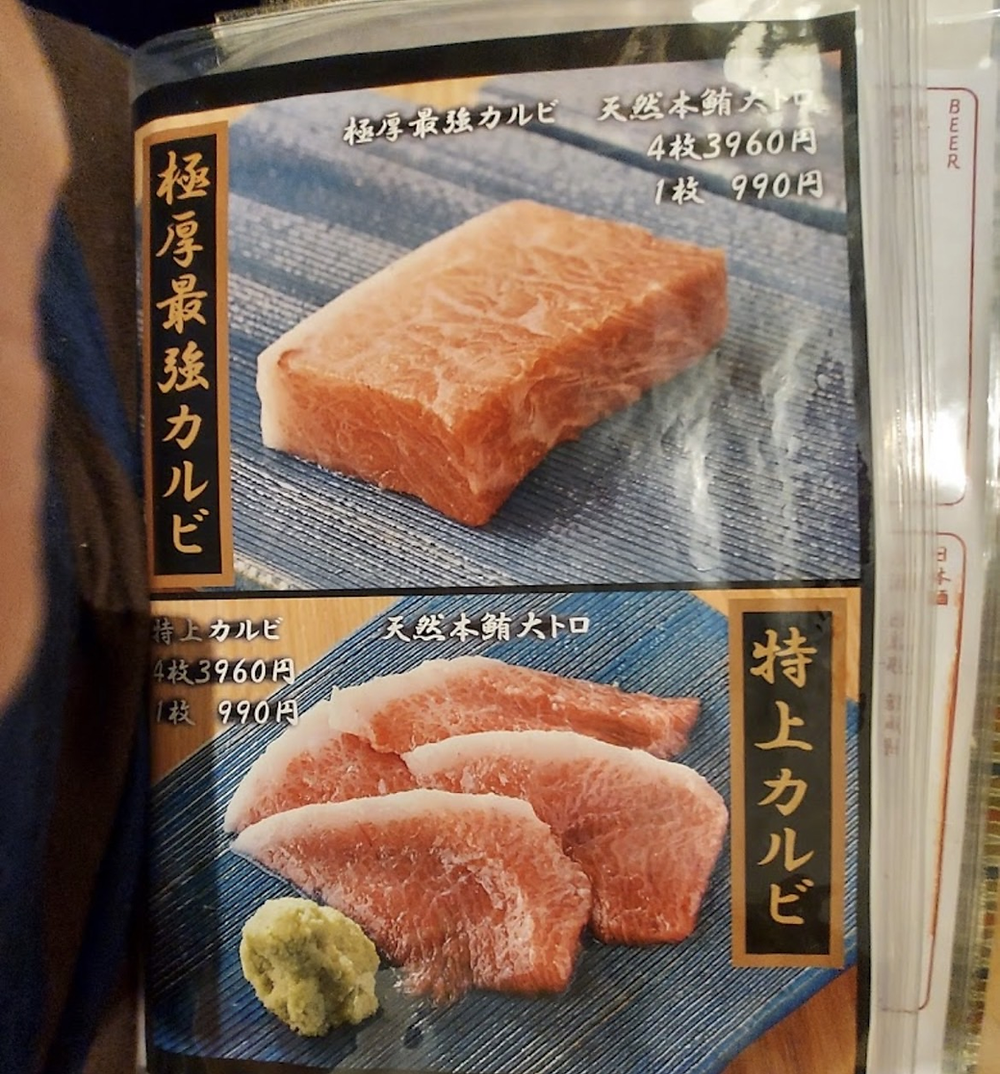 極厚最強カルビ
極厚最強カルビ 天然本鮪大トロ
4枚3960円
1枚 990円
特上カルビ 天然本鮪大トロ
4枚3960円
1枚 990円
特上カルビ
BEER
日本酒